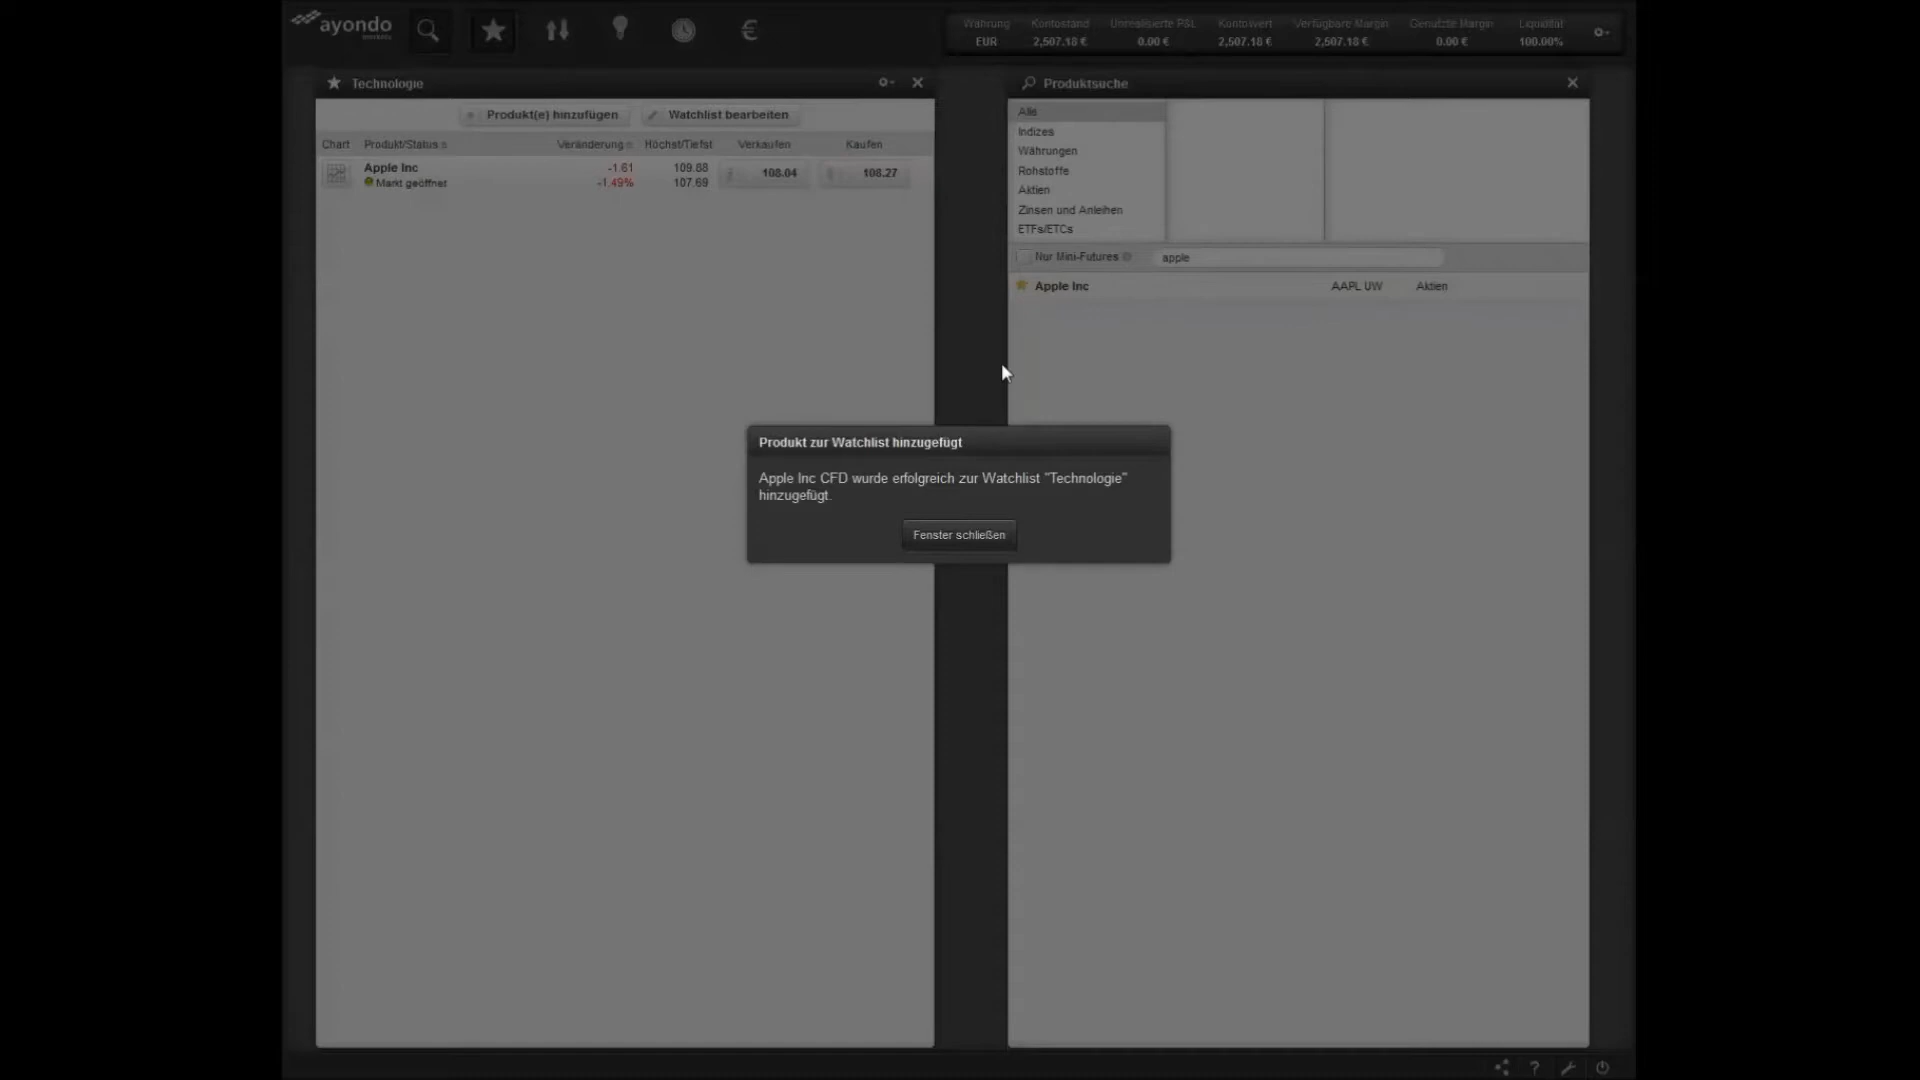 ayondo
markets
Währung Kontostand Unrealisierte P&L Kontowert Verfügbare Margin Genutzte Margin Liquidität
EUR 2,507.18 € 0.00 € 2,507.18 € 2,507.18 € 0.00 € 100.00%
Technologie
Produkt(e) hinzufügen Watchlist bearbeiten
Chart Produkt/Status Veränderung Höchst/Tiefst Verkaufen Kaufen
Apple Inc -1.61 109.88 108.04 108.27
Markt geöffnet -1.49% 107.69
Produktsuche
Alle
Indizes
Währungen
Rohstoffe
Aktien
Zinsen und Anleihen
ETFs/ETCs
Nur Mini-Futures apple
Apple Inc AAPL UW Aktien
Produkt zur Watchlist hinzugefügt
Apple Inc CFD wurde erfolgreich zur Watchlist "Technologie"
hinzugefügt.
Fenster schließen